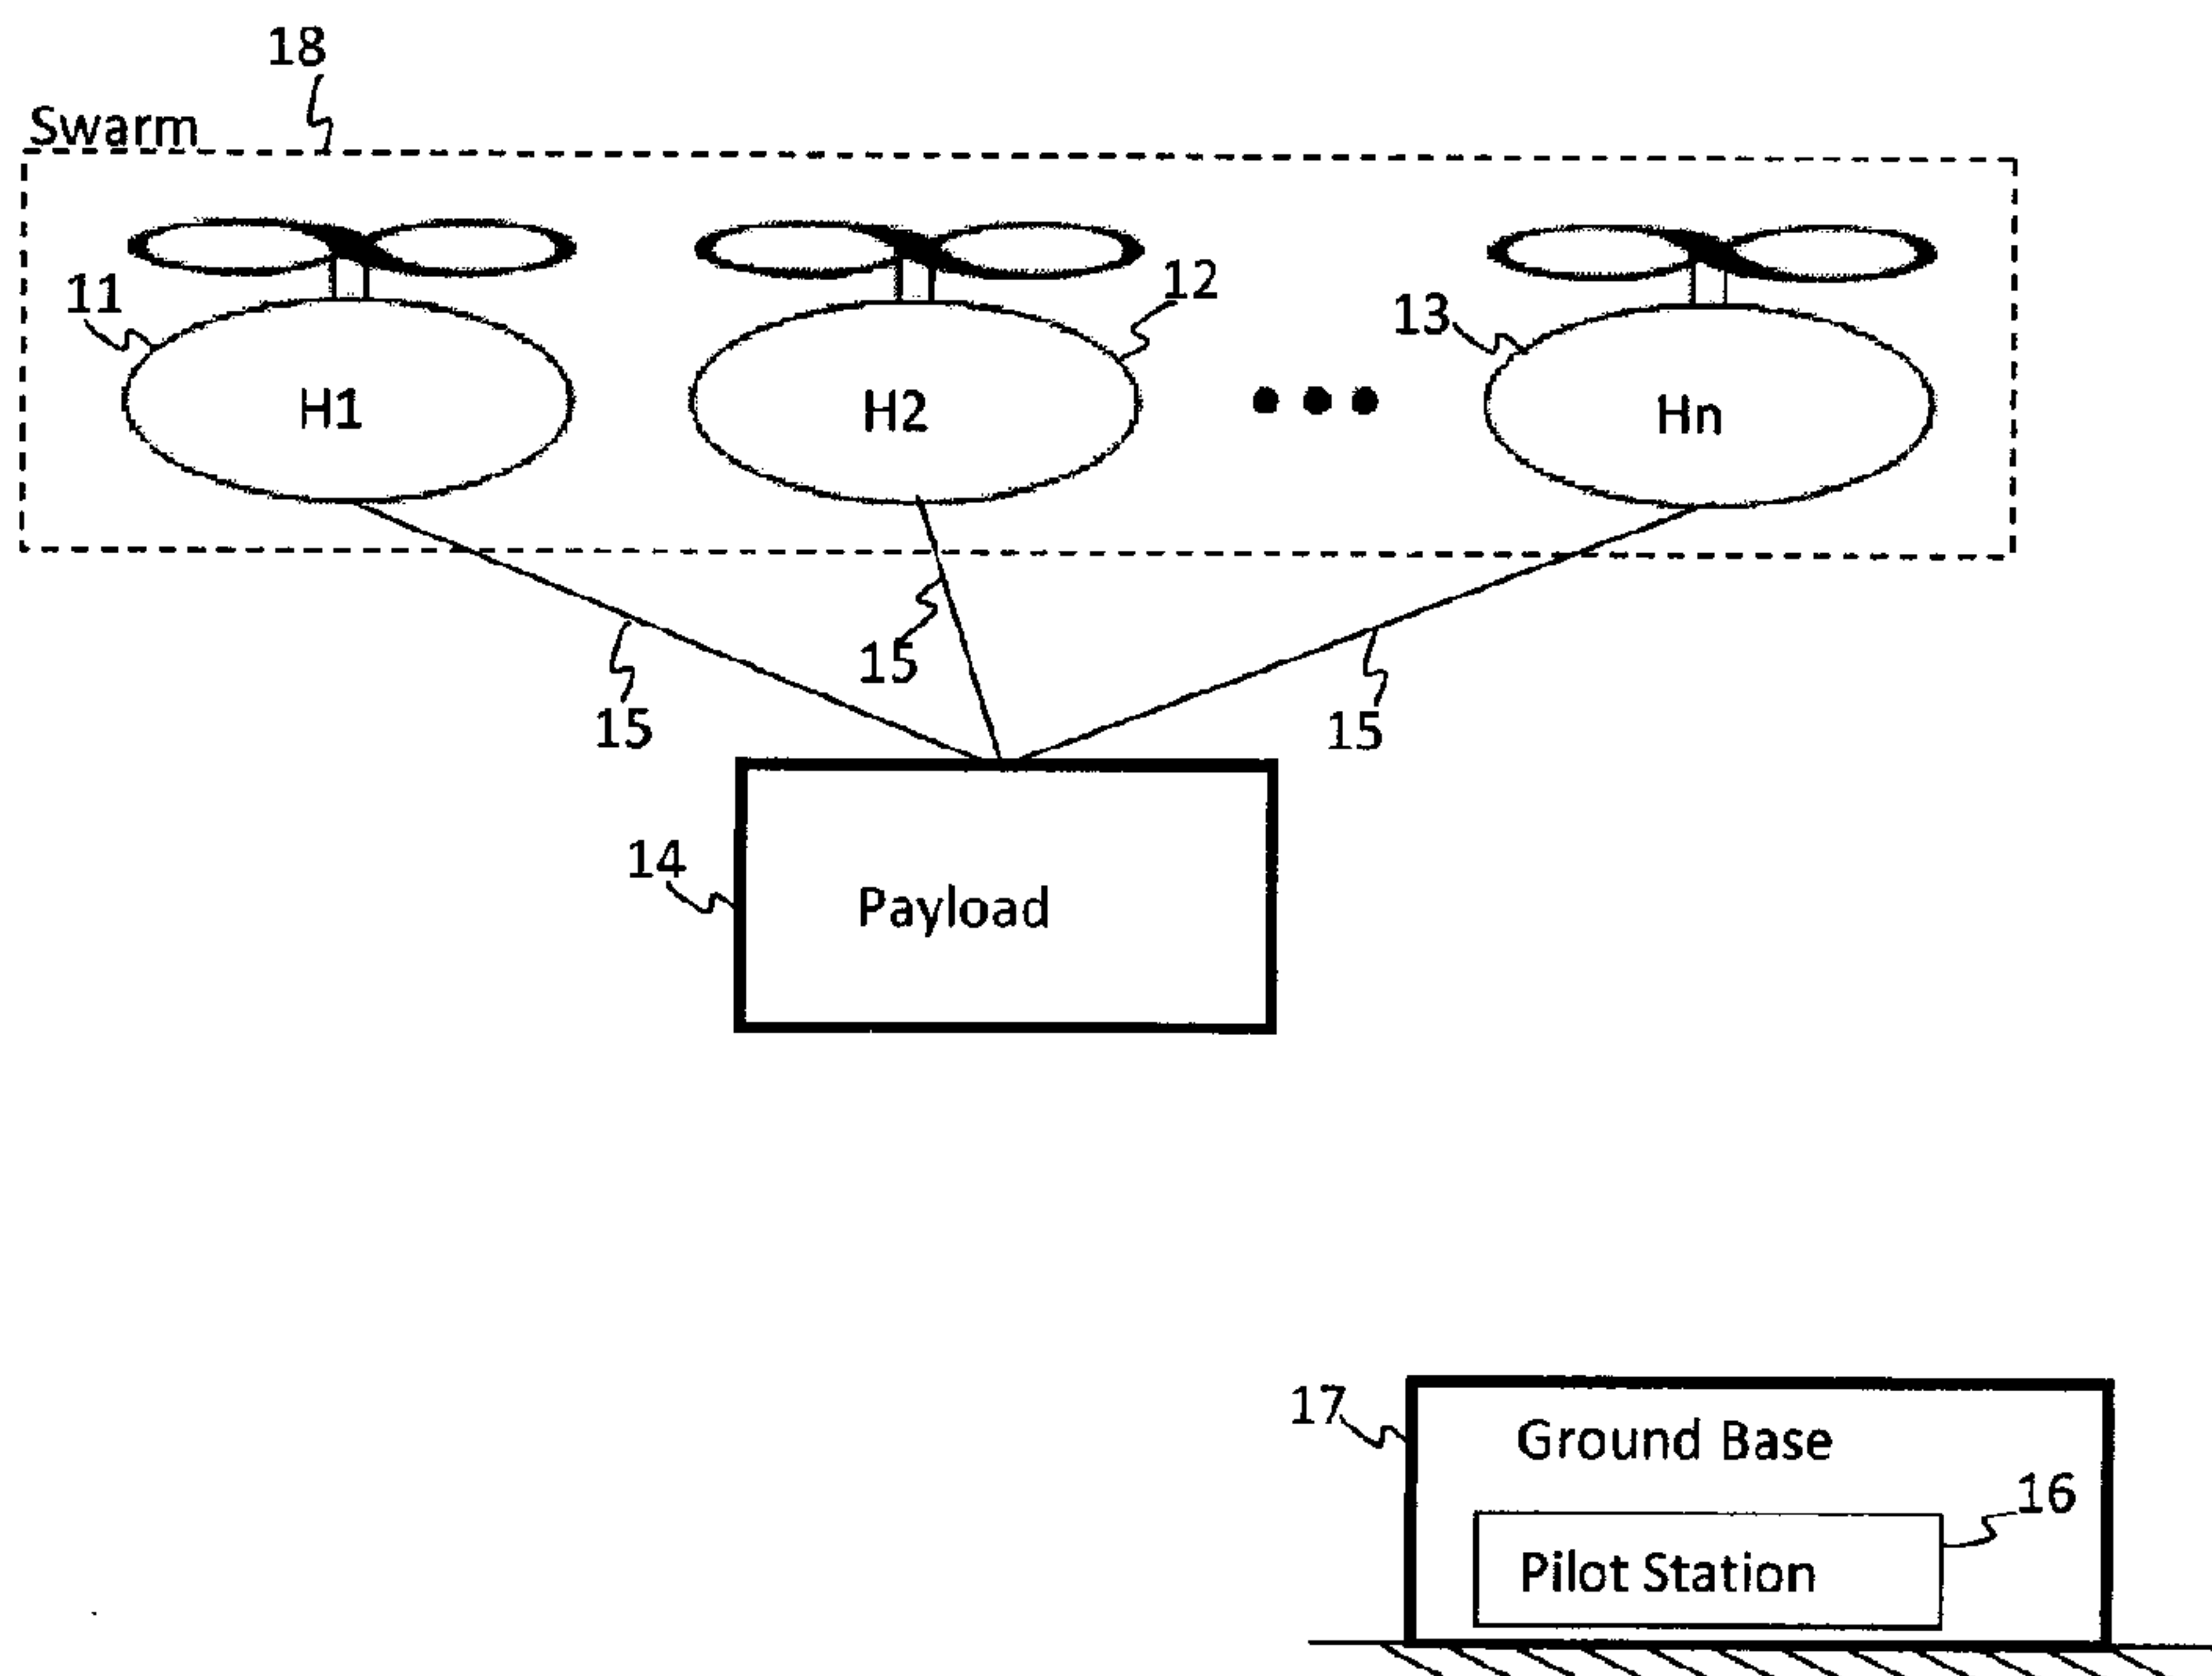 18
Swarm
11
12
13
H1
H2
Hn
15
15
15
14
Payload
17
Ground Base
16
Pilot Station